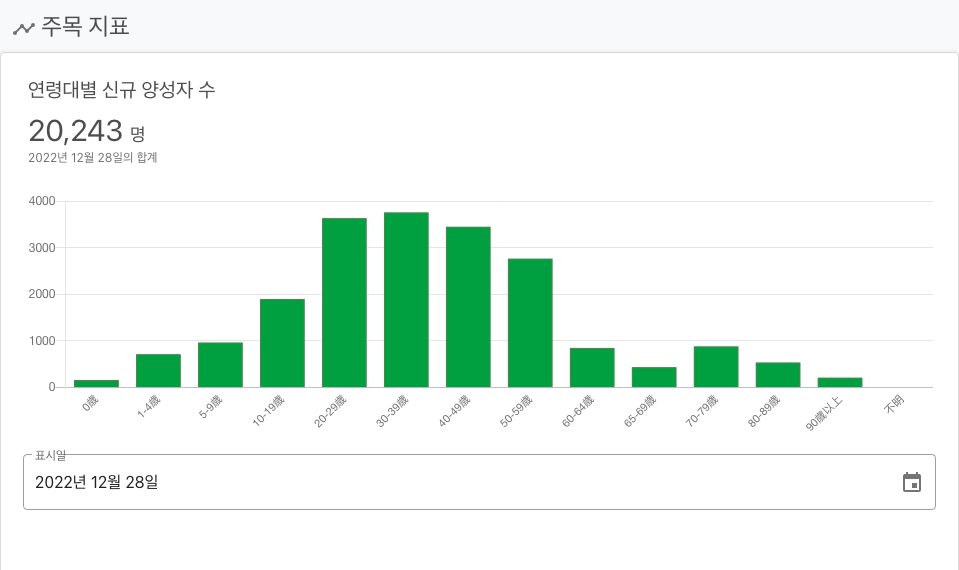 주목 지표
연령대별 신규 양성자 수
20,243 명
2022년 12월 28일의 합계
4000
3000
2000
1000
0
0歳
1-4歳
5-9歳
10-19歳
20-29歳
30-39歳
40-49歳
50-59歳
60-64歳
65-69歳
70-79歳
80-89歳
90歳以上
不明
표시일
2022년 12월 28일